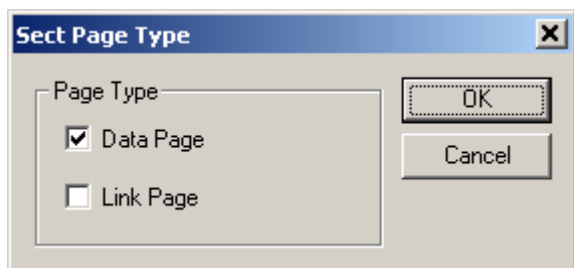 Sect Page Type
Page Type
Data Page
Link Page
OK
Cancel